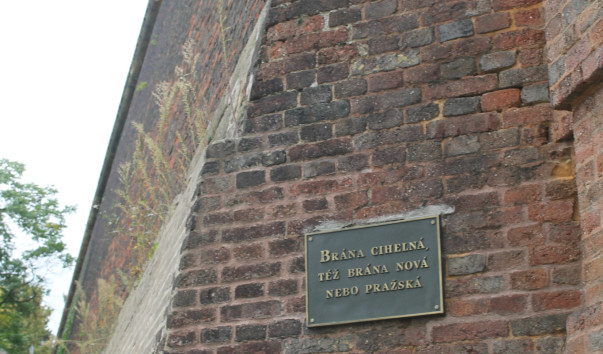 BRÁNA CIHELNÁ,
TÉŽ BRÁNA NOVÁ
NEBO PRAŽSKÁ